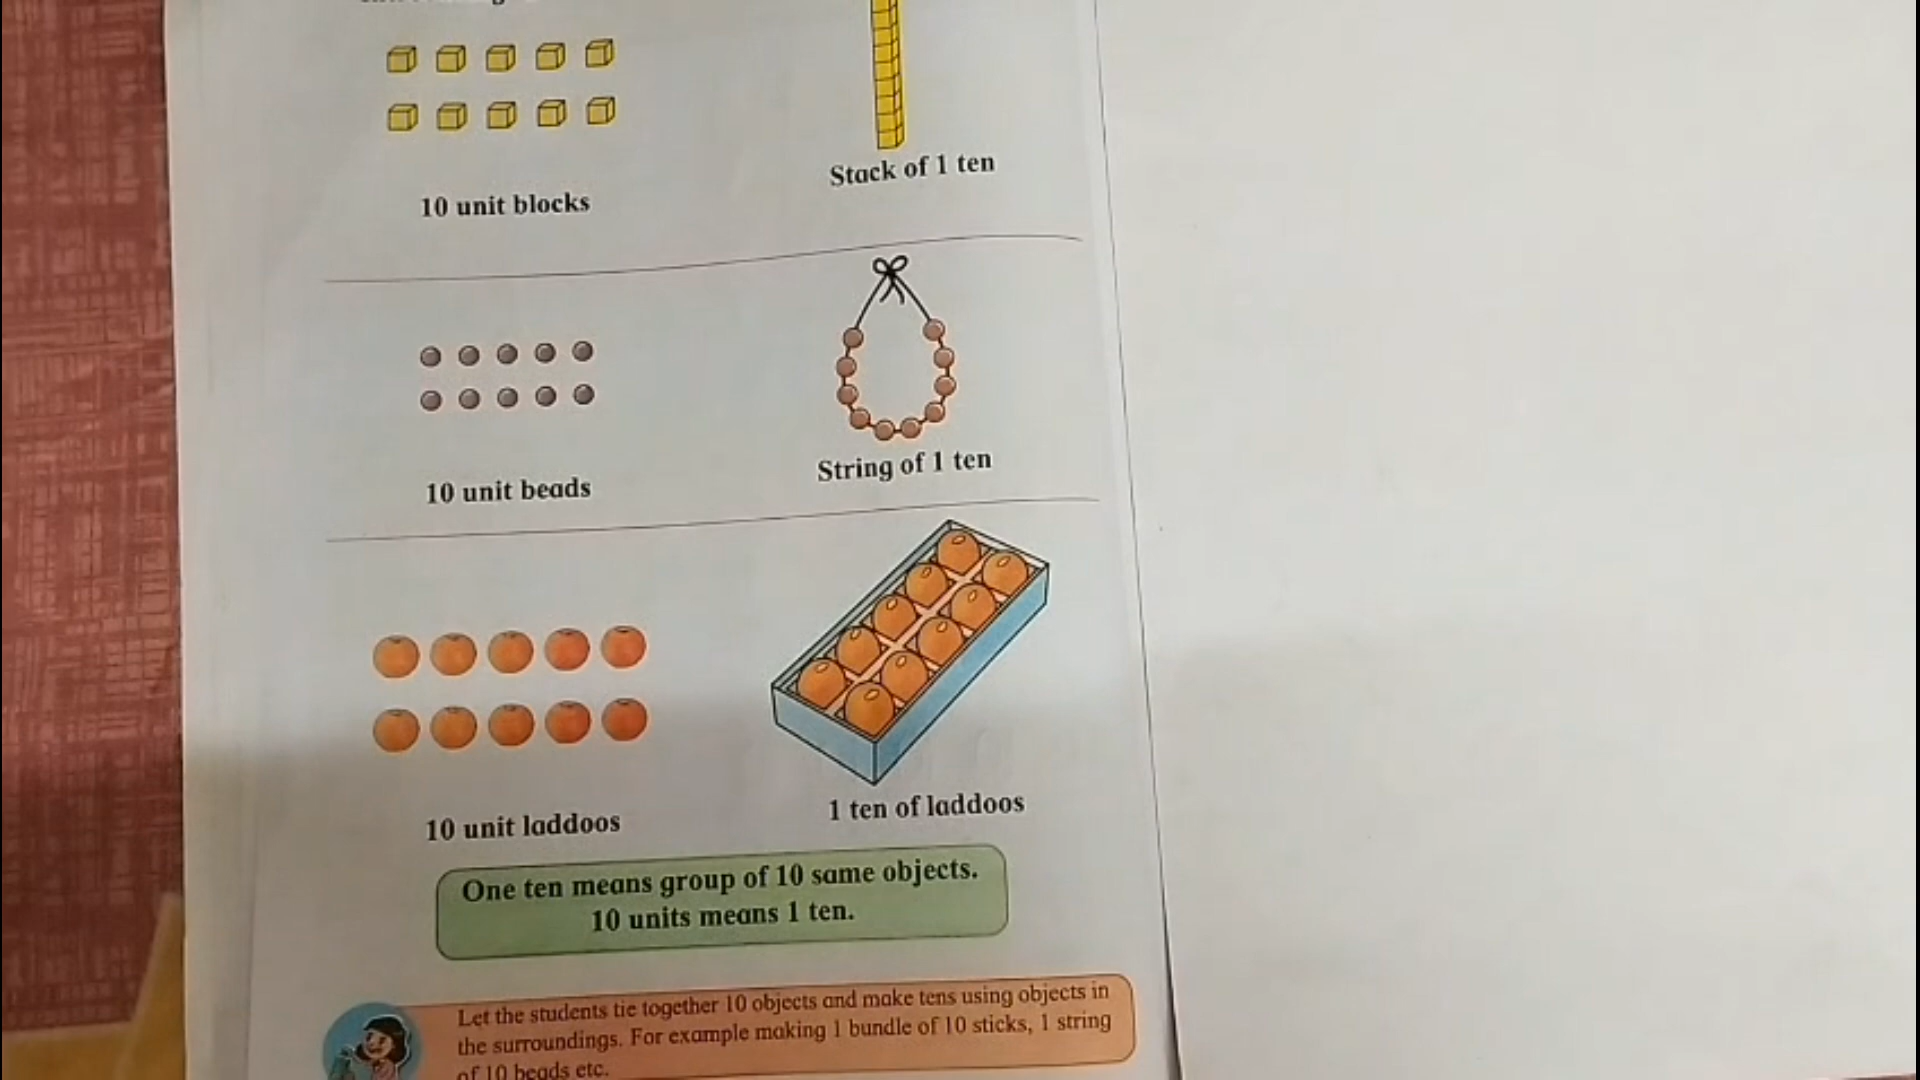 10 unit blocks
Stack of 1 ten
10 unit beads
String of 1 ten
10 unit laddoos
1 ten of laddoos
One ten means group of 10 same objects.
10 units means 1 ten.
Let the students tie together 10 objects and make tens using objects in
the surroundings. For example making 1 bundle of 10 sticks, 1 string
of 10 beads etc.